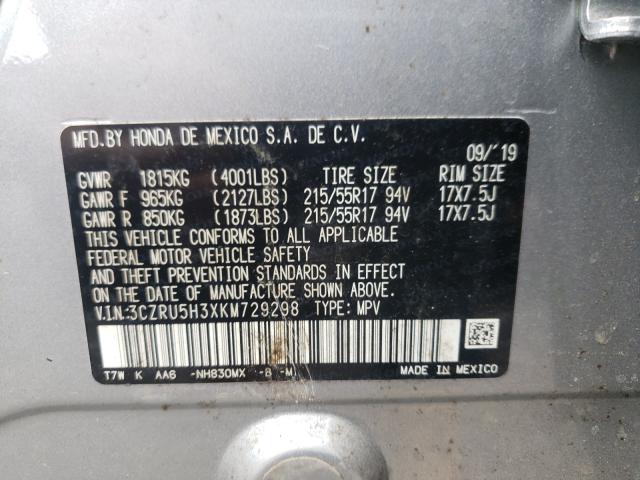 MFD.BY HONDA DE MEXICO S.A. DE C.V.
09/'19
GVWR 1815KG (4001LBS) TIRE SIZE RIM SIZE
GAWR F 965KG (2127LBS) 215/55R17 94V 17X7.5J
GAWR R 850KG (1873LBS) 215/55R17 94V 17X7.5J
THIS VEHICLE CONFORMS TO ALL APPLICABLE
FEDERAL MOTOR VEHICLE SAFETY
AND THEFT PREVENTION STANDARDS IN EFFECT
ON THE DATE OF MANUFACTURE SHOWN ABOVE.
V.I.N:3CZRU5H3XKM729298 TYPE: MPV
T7W K AA6 -NH830MX -B -M
MADE IN MEXICO